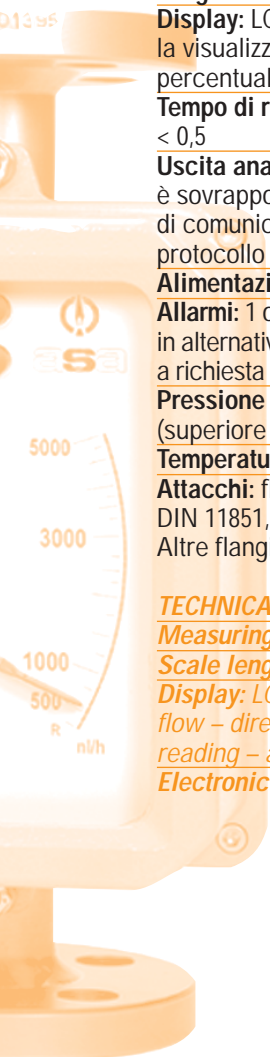 01395
Display: LC
la visualizz
percentual
Tempo di r
< 0,5
Uscita ana
è sovrappo
di comunic
protocollo
Alimentazi
Allarmi: 1 c
in alternativ
a richiesta
Pressione
(superiore
Temperatu
Attacchi: f
DIN 11851,
Altre flang
asa
5000
3000
1000
500
R
nl/h
TECHNICA
Measuring
Scale leng
Display: LC
flow – dire
reading – a
Electronic